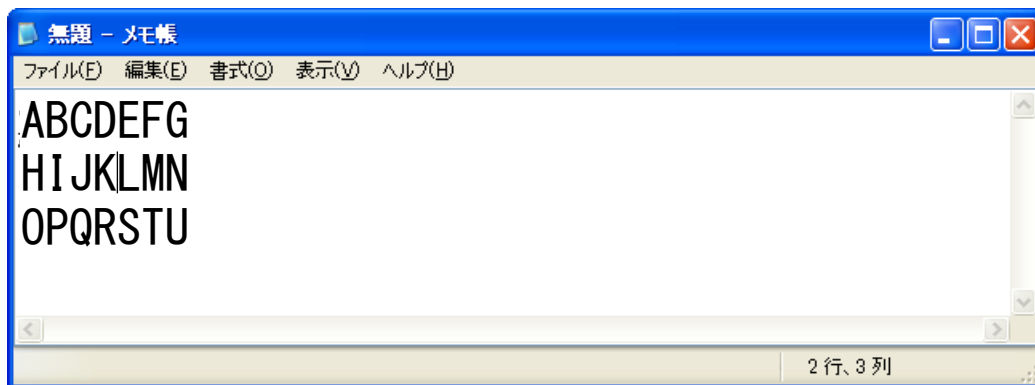 無題 - メモ帳
ファイル(F) 編集(E) 書式(O) 表示(V) ヘルプ(H)
ABCDEFG
HIJKLMN
OPQRSTU
2 行、3 列